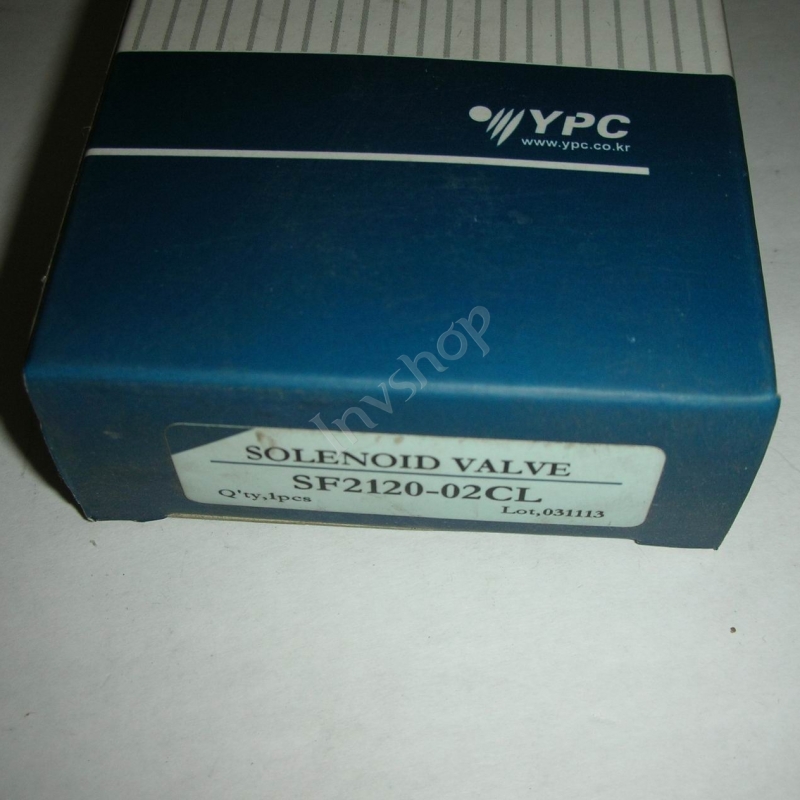 YPC
www.ypc.co.kr
Invshop
SOLENOID VALVE
SF2120-02CL
Q'ty,1pcs
Lot,031113